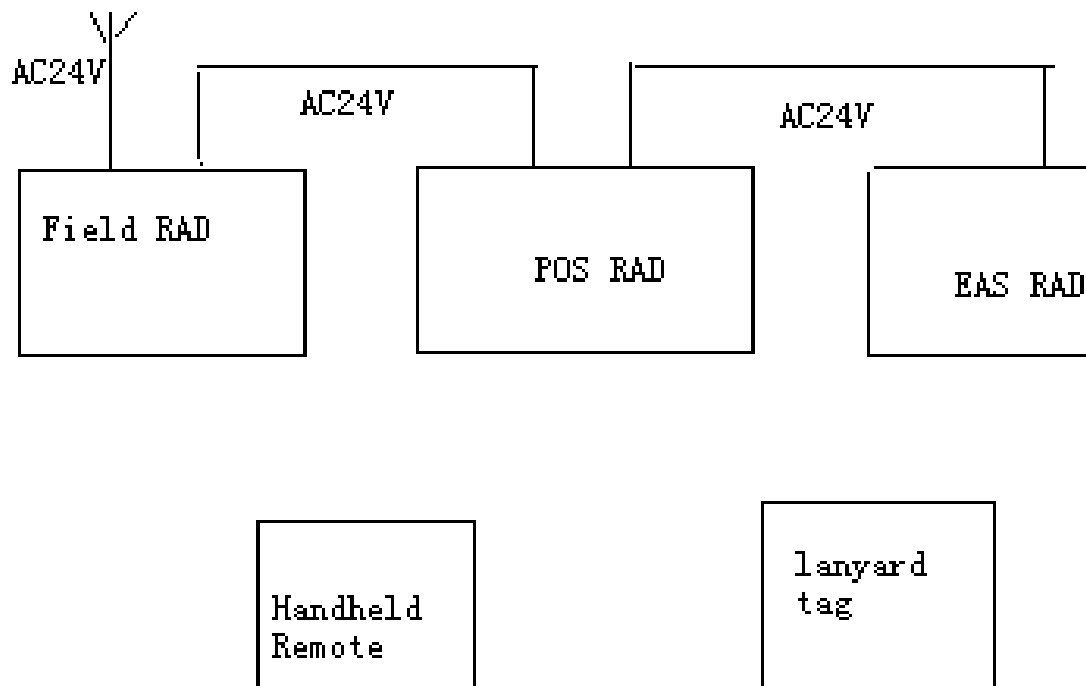 AC24V
AC24V
AC24V
Field RAD
POS RAD
EAS RAD
Handheld
Remote
lanyard
tag